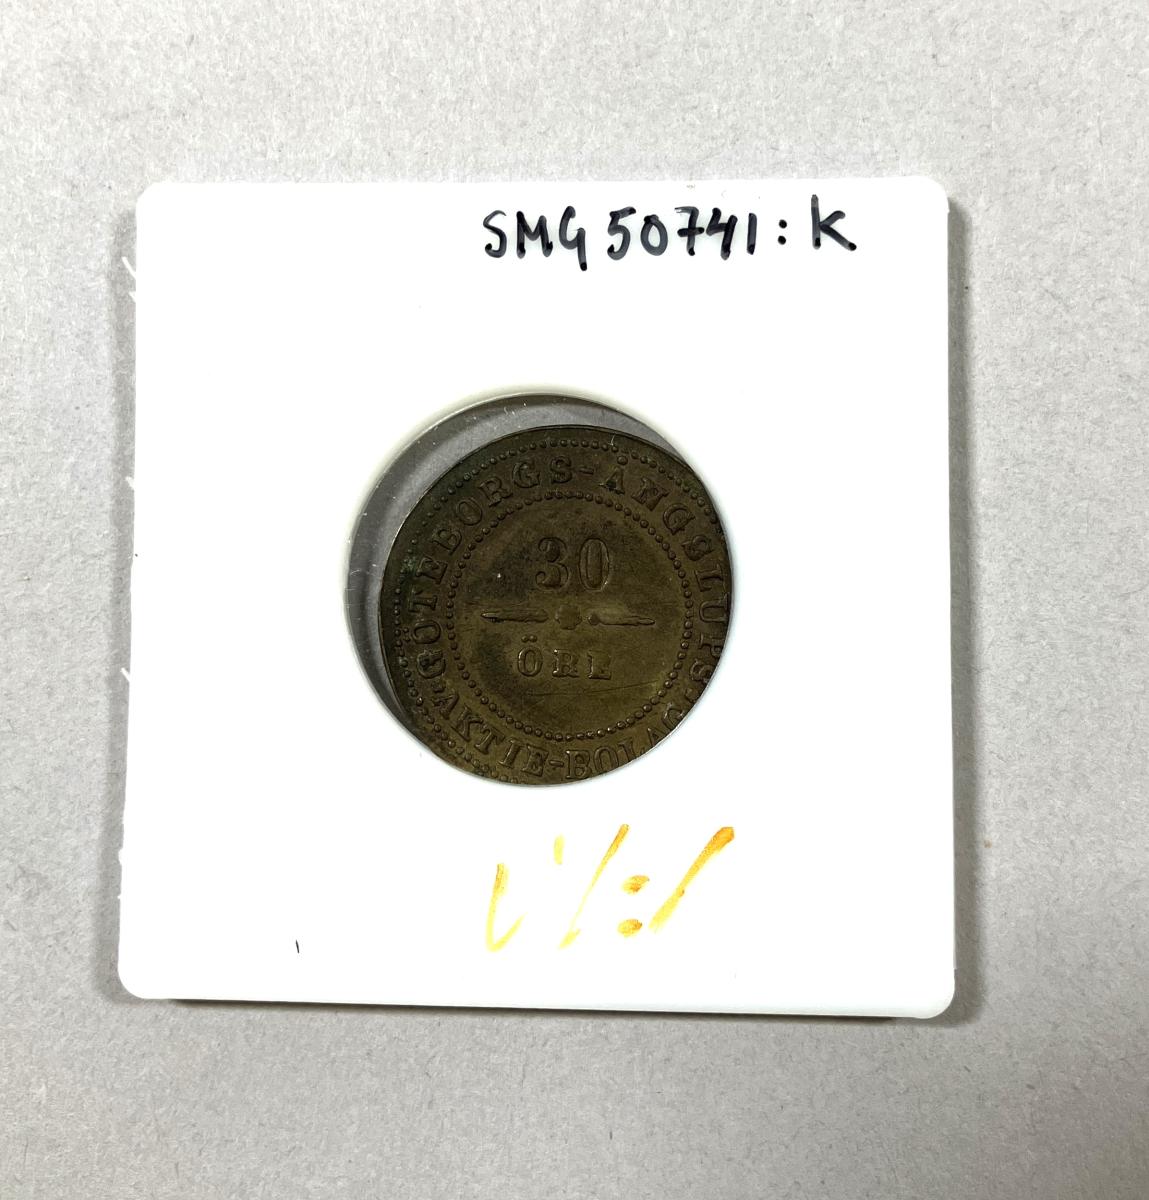 SMG 50741:K
GÖTEBORGS-ÅNGSLUPS-
AKTIE-BOLAG
30
ÖRE